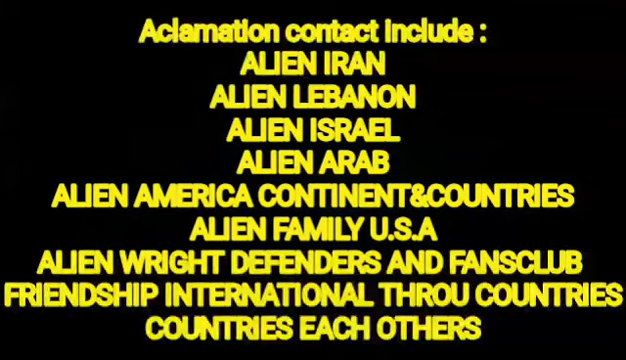 Aclamation contact include :
ALIEN IRAN
ALIEN LEBANON
ALIEN ISRAEL
ALIEN ARAB
ALIEN AMERICA CONTINENT&COUNTRIES
ALIEN FAMILY U.S.A
ALIEN WRIGHT DEFENDERS AND FANSCLUB
FRIENDSHIP INTERNATIONAL THROU COUNTRIES
COUNTRIES EACH OTHERS